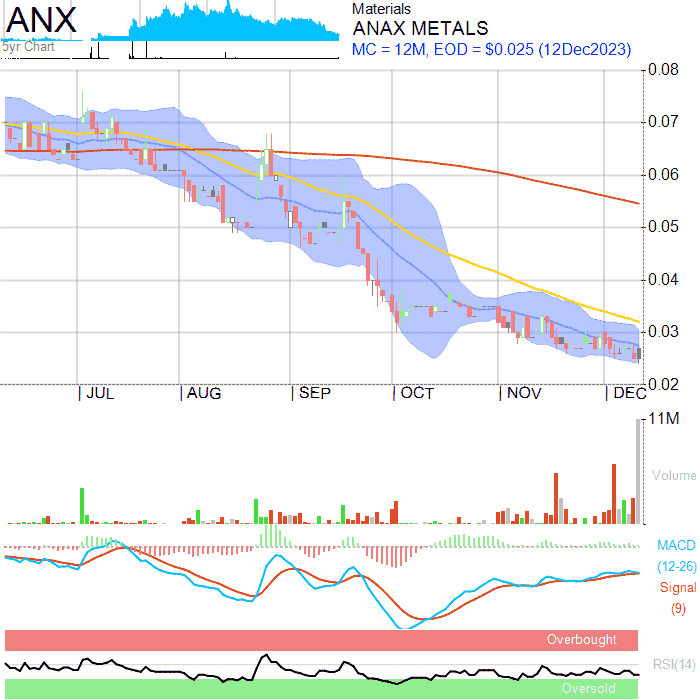 ANX
5yr Chart
Materials
ANAX METALS
MC = 12M, EOD = $0.025 (12Dec2023)
0.08
0.07
0.06
0.05
0.04
0.03
0.02
JUL
AUG
SEP
OCT
NOV
DEC
11M
Volume
MACD
(12-26)
Signal
(9)
Overbought
RSI(14)
Oversold